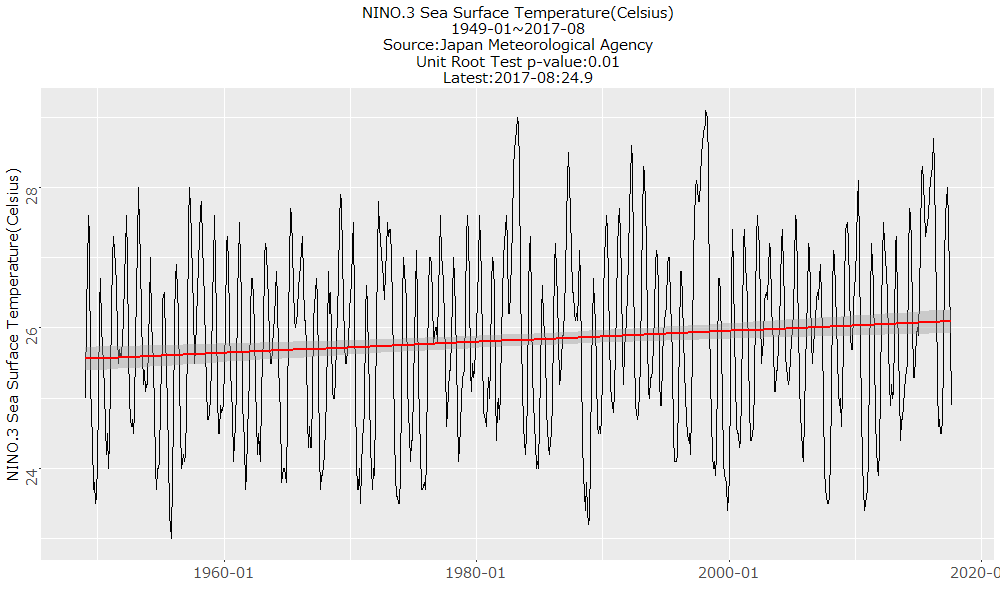 NINO.3 Sea Surface Temperature(Celsius)
1949-01~2017-08
Source:Japan Meteorological Agency
Unit Root Test p-value:0.01
Latest:2017-08:24.9
NINO.3 Sea Surface Temperature(Celsius)
28
26
24
1960-01
1980-01
2000-01
2020-0